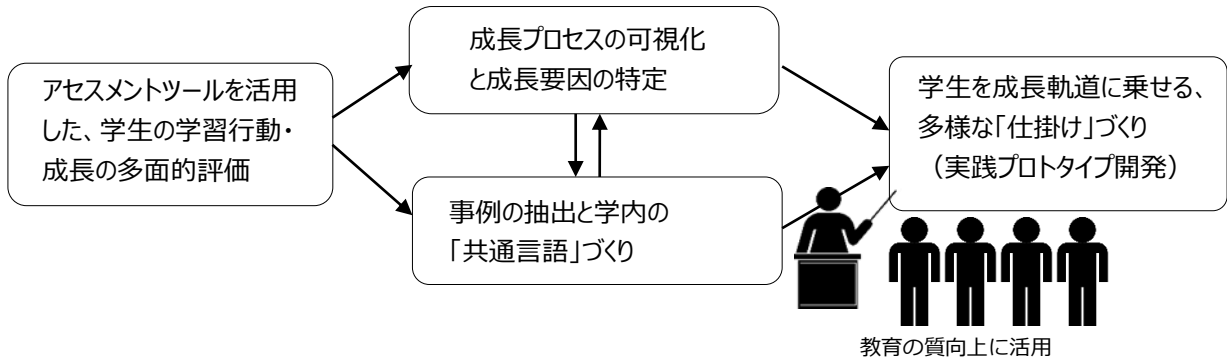 アセスメントツールを活用
した、学生の学習行動・
成長の多面的評価
成長プロセスの可視化
と成長要因の特定
事例の抽出と学内の
「共通言語」づくり
学生を成長軌道に乗せる、
多様な「仕掛け」づくり
（実践プロトタイプ開発）
教育の質向上に活用